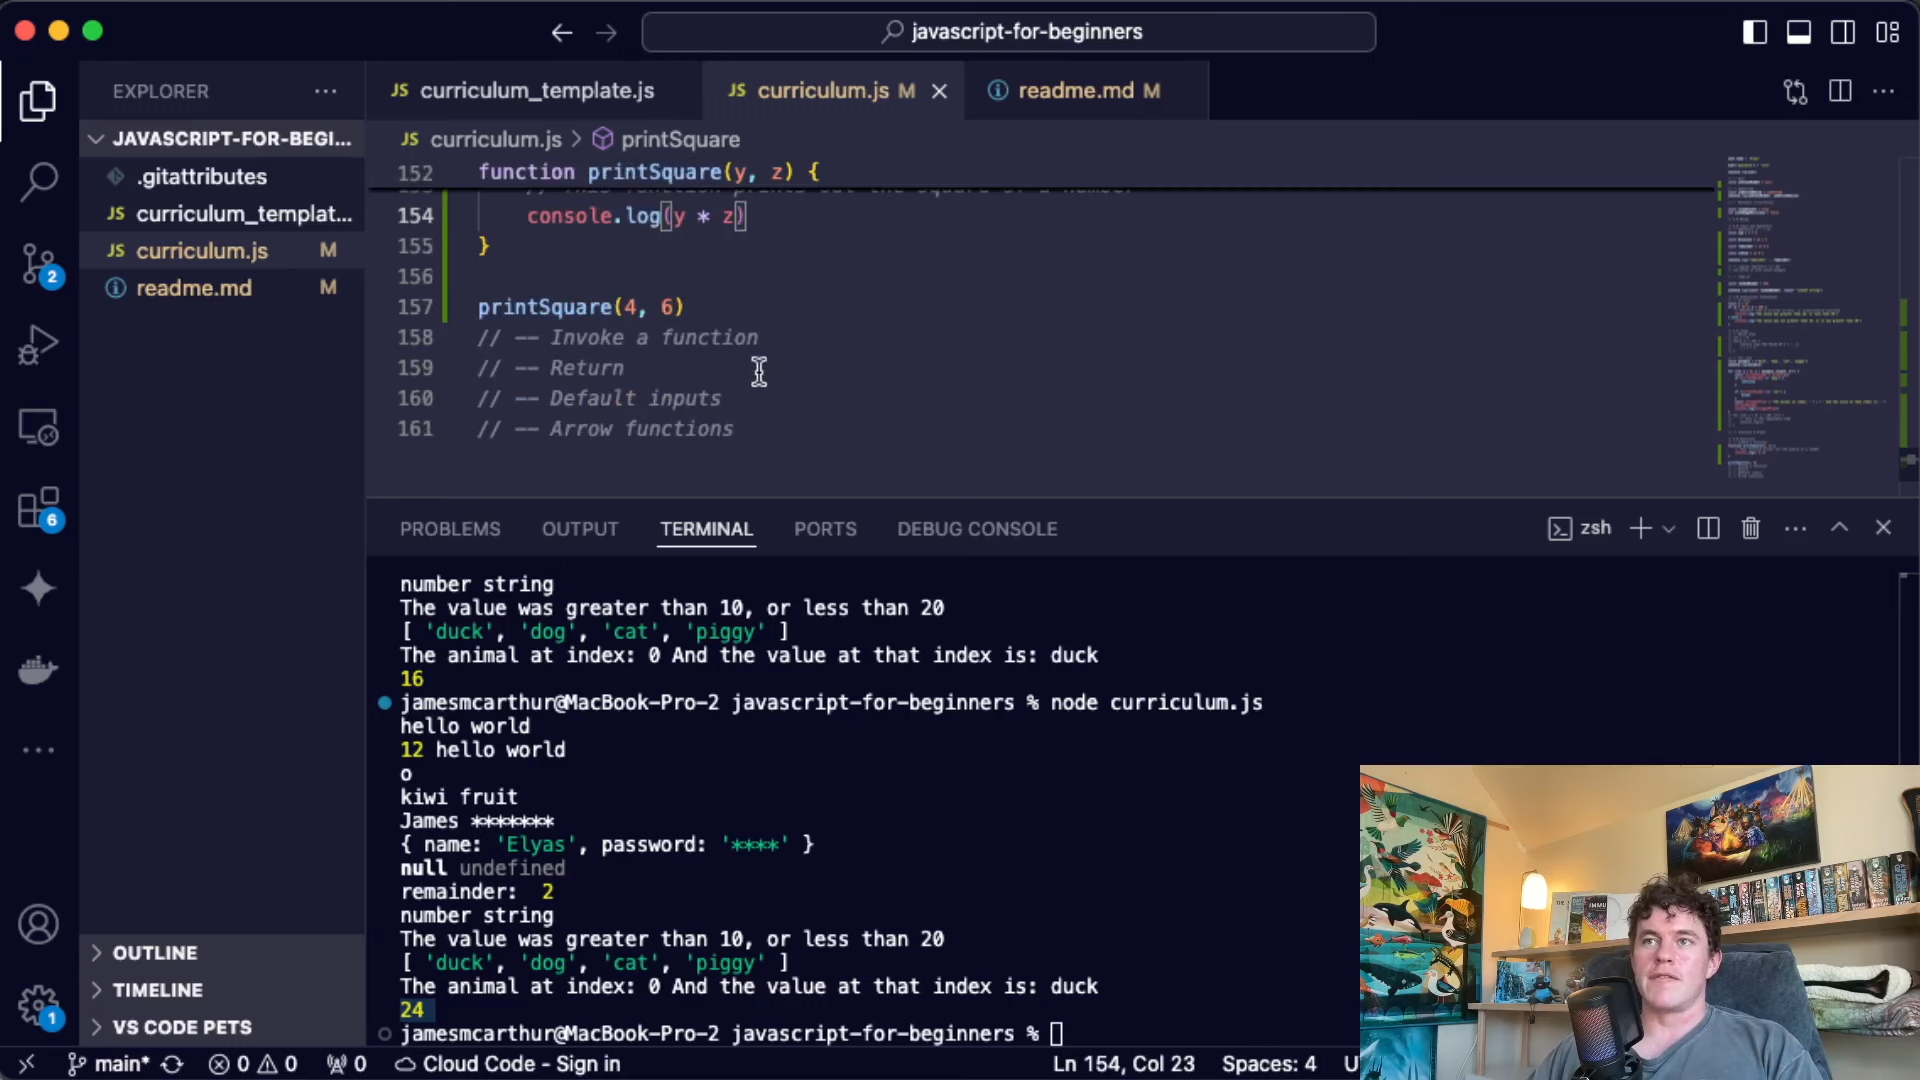 javascript-for-beginners
EXPLORER
JS curriculum_template.js
JS curriculum.js M
readme.md M
JAVASCRIPT-FOR-BEGI...
.gitattributes
JS curriculum_templat...
JS curriculum.js M
readme.md M
JS curriculum.js > printSquare
152 function printSquare(y, z) {
154 console.log(y * z)
155 }
156
157 printSquare(4, 6)
158 // -- Invoke a function
159 // -- Return
160 // -- Default inputs
161 // -- Arrow functions
2
6
1
PROBLEMS OUTPUT TERMINAL PORTS DEBUG CONSOLE
zsh
number string
The value was greater than 10, or less than 20
[ 'duck', 'dog', 'cat', 'piggy' ]
The animal at index: 0 And the value at that index is: duck
16
jamesmcarthur@MacBook-Pro-2 javascript-for-beginners % node curriculum.js
hello world
12 hello world
o
kiwi fruit
James *******
{ name: 'Elyas', password: '****' }
null undefined
remainder:  2
number string
The value was greater than 10, or less than 20
[ 'duck', 'dog', 'cat', 'piggy' ]
The animal at index: 0 And the value at that index is: duck
24
jamesmcarthur@MacBook-Pro-2 javascript-for-beginners %
OUTLINE
TIMELINE
VS CODE PETS
main* 0 0 0 Cloud Code - Sign in
Ln 154, Col 23 Spaces: 4 U